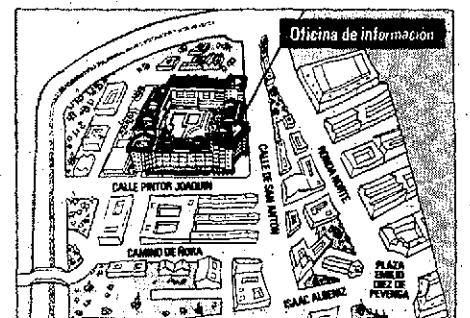 Oficina de información
CALLE PINTOR JOAQUIN
CALLE DE SAN ANTON
RONDA NORTE
CAMINO DE ÑORA
ISAAC ALBENIZ
PLAZA
EMILIO
DIEZ DE
REVENGA